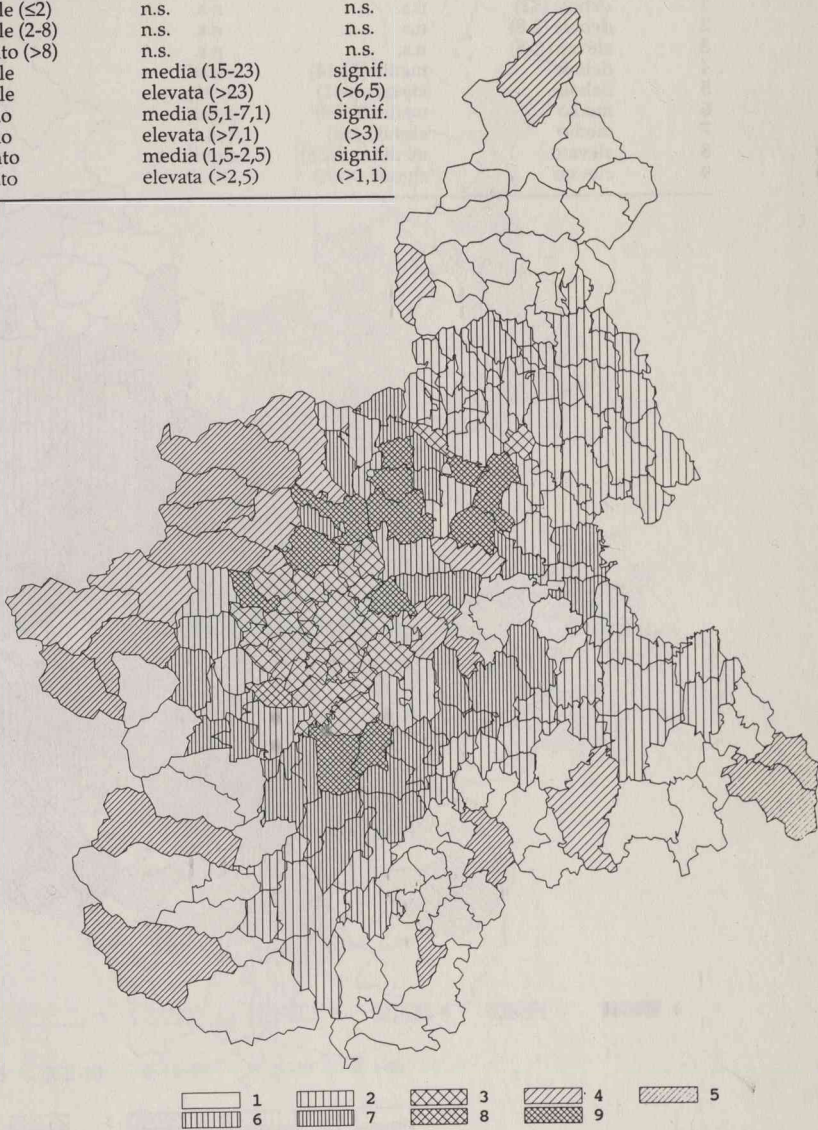 le (≤2) n.s. n.s.
le (2-8) n.s. n.s.
to (>8) n.s. n.s.
le media (15-23) signif.
le elevata (>23) (>6,5)
o media (5,1-7,1) signif.
o elevata (>7,1) (>3)
to media (1,5-2,5) signif.
to elevata (>2,5) (>1,1)
1 2 3 4 5
6 7 8 9